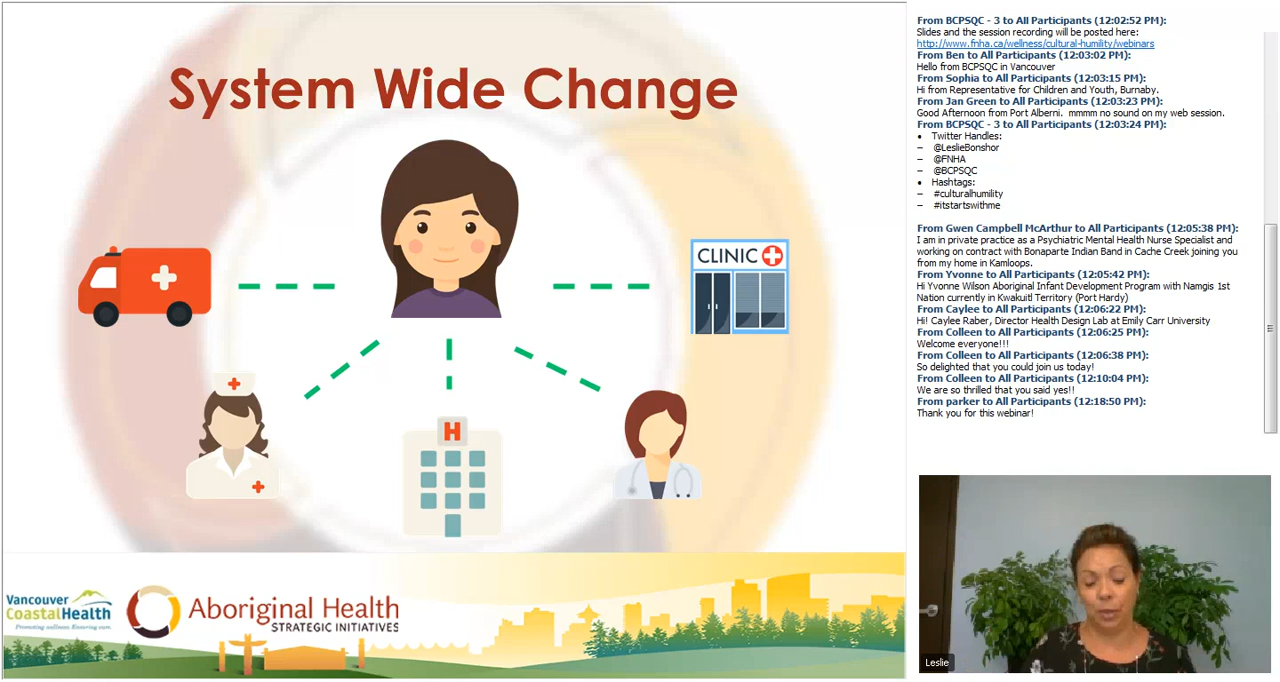 System Wide Change
CLINIC
H
Vancouver
CoastalHealth
Promoting wellness. Ensuring care.
Aboriginal Health
STRATEGIC INITIATIVES
From BCPSQC - 3 to All Participants (12:02:52 PM):
Slides and the session recording will be posted here:
http://www.fnha.ca/wellness/cultural-humility/webinars
From Ben to All Participants (12:03:02 PM):
Hello from BCPSQC in Vancouver
From Sophia to All Participants (12:03:15 PM):
Hi from Representative for Children and Youth, Burnaby.
From Jan Green to All Participants (12:03:23 PM):
Good Afternoon from Port Alberni.  mmmm no sound on my web session.
From BCPSQC - 3 to All Participants (12:03:24 PM):
• Twitter Handles:
– @LeslieBonshor
– @FNHA
– @BCPSQC
• Hashtags:
– #culturalhumility
– #itstartswithme
From Gwen Campbell McArthur to All Participants (12:05:38 PM):
I am in private practice as a Psychiatric Mental Health Nurse Specialist and
working on contract with Bonaparte Indian Band in Cache Creek joining you
from my home in Kamloops.
From Yvonne to All Participants (12:05:42 PM):
Hi Yvonne Wilson Aboriginal Infant Development Program with Namgis 1st
Nation currently in Kwakuitl Territory (Port Hardy)
From Caylee to All Participants (12:06:22 PM):
Hi! Caylee Raber, Director Health Design Lab at Emily Carr University
From Colleen to All Participants (12:06:25 PM):
Welcome everyone!!!
From Colleen to All Participants (12:06:38 PM):
So delighted that you could join us today!
From Colleen to All Participants (12:10:04 PM):
We are so thrilled that you said yes!!
From parker to All Participants (12:18:50 PM):
Thank you for this webinar!
Leslie